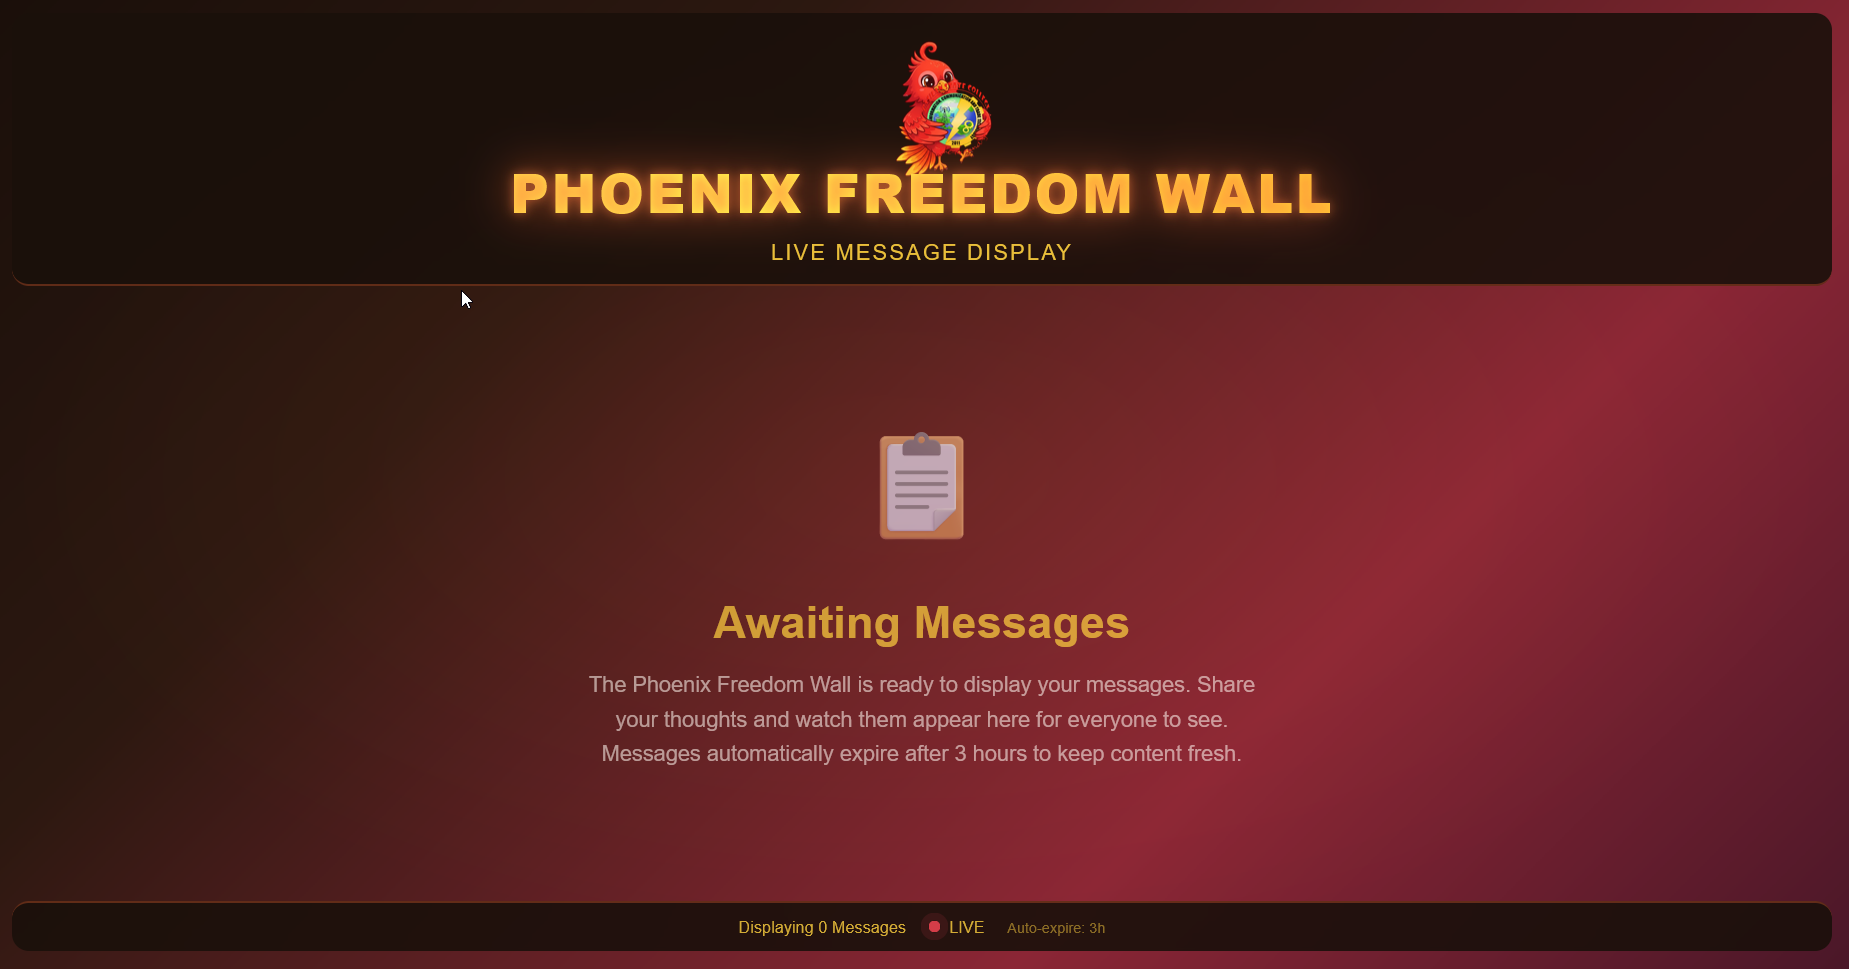 PHOENIX FREEDOM WALL
LIVE MESSAGE DISPLAY
Awaiting Messages
The Phoenix Freedom Wall is ready to display your messages. Share
your thoughts and watch them appear here for everyone to see.
Messages automatically expire after 3 hours to keep content fresh.
Displaying 0 Messages LIVE Auto-expire: 3h